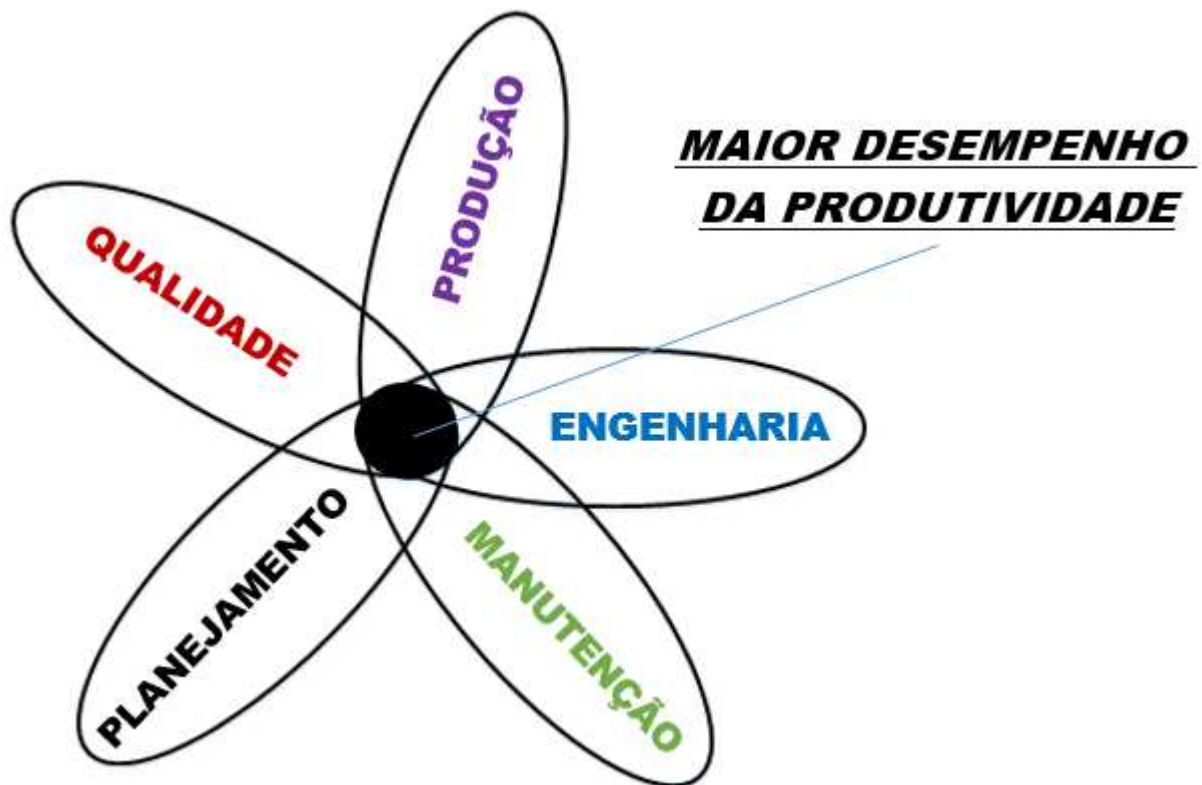 PRODUÇÃO
MAIOR DESEMPENHO
DA PRODUTIVIDADE
QUALIDADE
ENGENHARIA
PLANEJAMENTO
MANUTENÇÃO